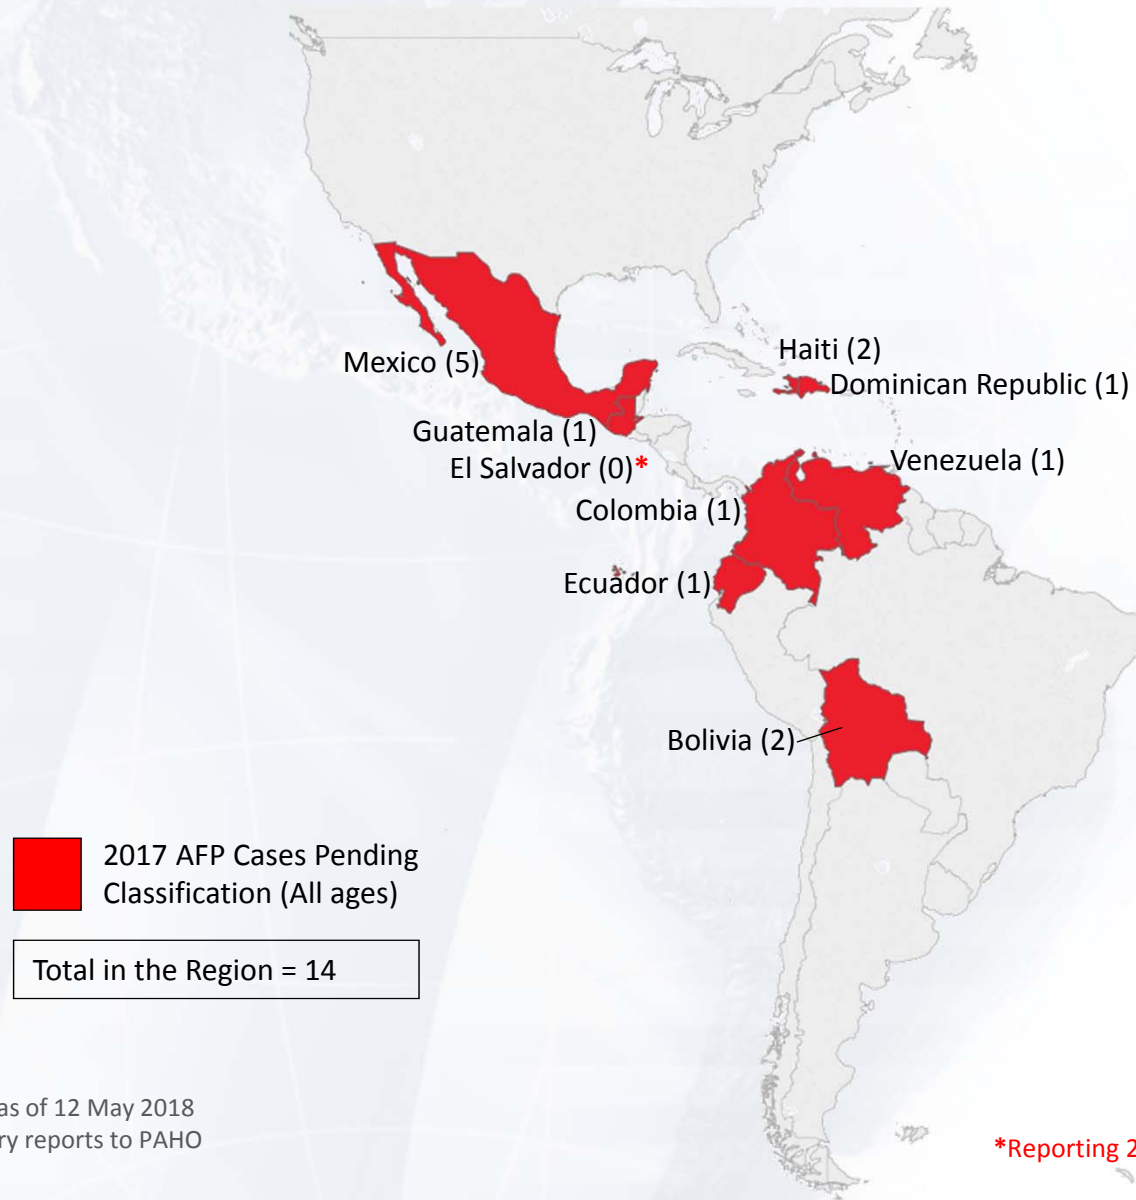 Haiti (2)
Mexico (5)
Dominican Republic (1)
Guatemala (1)
El Salvador (0)*
Venezuela (1)
Colombia (1)
Ecuador (1)
Bolivia (2)
2017 AFP Cases Pending
Classification (All ages)
Total in the Region = 14
as of 12 May 2018
reports to PAHO
*Reporting 2